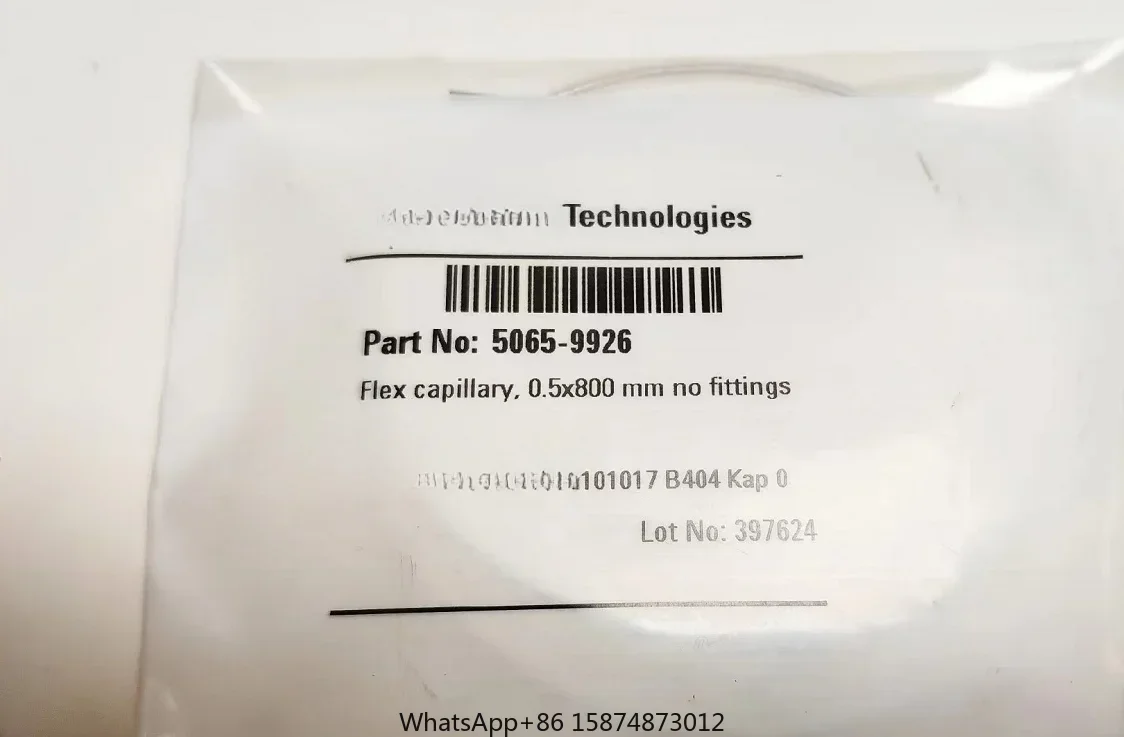 Technologies
Part No: 5065-9926
Flex capillary, 0.5x800 mm no fittings
B404 Kap 0
Lot No: 397624
WhatsApp+86 15874873012